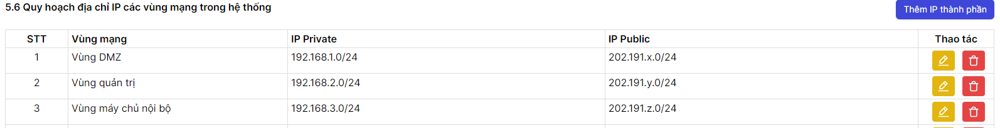 5.6 Quy hoạch địa chỉ IP các vùng mạng trong hệ thống
Thêm IP thành phần
STT Vùng mạng IP Private IP Public Thao tác
1 Vùng DMZ 192.168.1.0/24 202.191.x.0/24
2 Vùng quản trị 192.168.2.0/24 202.191.y.0/24
3 Vùng máy chủ nội bộ 192.168.3.0/24 202.191.z.0/24